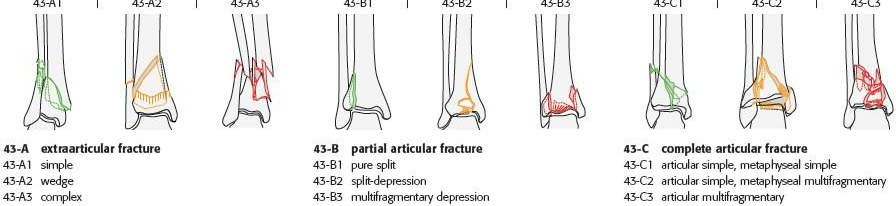 43-A1 43-A2 43-A3 43-B1 43-B2 43-B3 43-C1 43-C2 43-C3
43-A extraarticular fracture
43-A1 simple
43-A2 wedge
43-A3 complex
43-B partial articular fracture
43-B1 pure split
43-B2 split-depression
43-B3 multifragmentary depression
43-C complete articular fracture
43-C1 articular simple, metaphyseal simple
43-C2 articular simple, metaphyseal multifragmentary
43-C3 articular multifragmentary